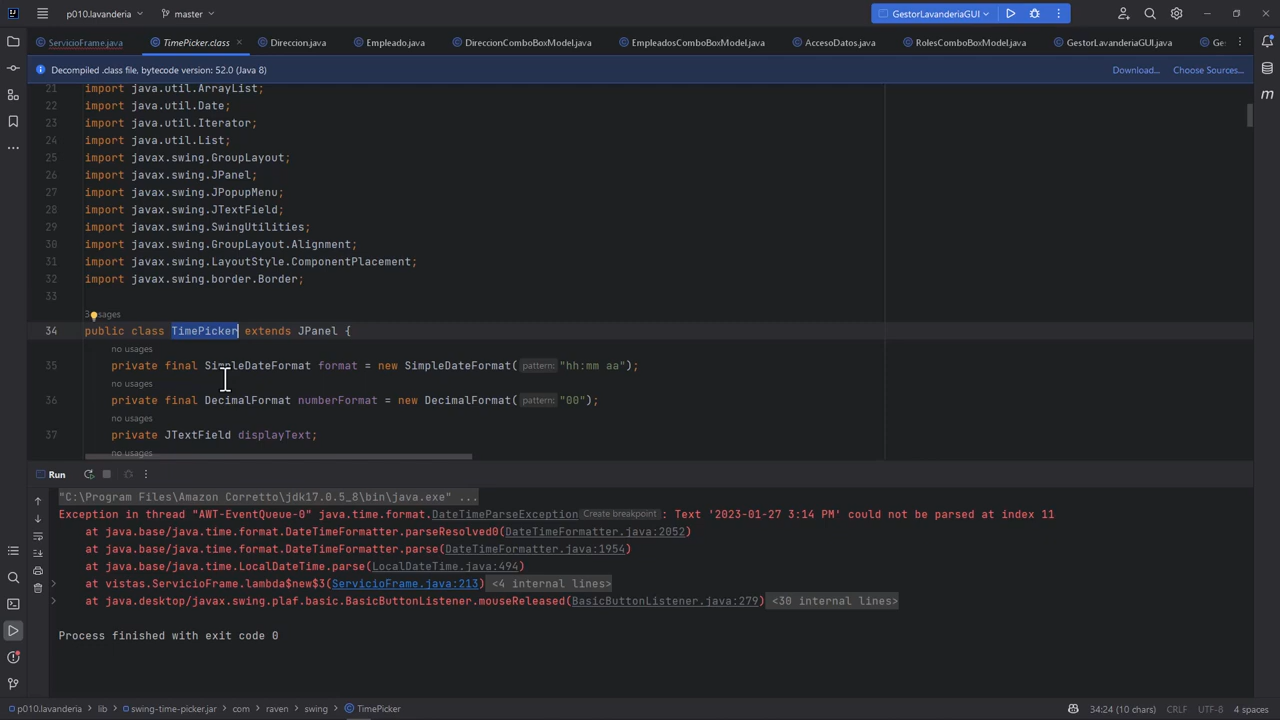 p010.lavanderia
master
GestorLavanderiaGUI
ServicioFrame.java
TimePicker.class
Direccion.java
Empleado.java
DireccionComboBoxModel.java
EmpleadosComboBoxModel.java
AccesoDatos.java
RolesComboBoxModel.java
GestorLavanderiaGUI.java
Decompiled .class file, bytecode version: 52.0 (Java 8)
Download...
Choose Sources...
21 import java.util.ArrayList;
22 import java.util.Date;
23 import java.util.Iterator;
24 import java.util.List;
25 import javax.swing.GroupLayout;
26 import javax.swing.JPanel;
27 import javax.swing.JPopupMenu;
28 import javax.swing.JTextField;
29 import javax.swing.SwingUtilities;
30 import javax.swing.GroupLayout.Alignment;
31 import javax.swing.LayoutStyle.ComponentPlacement;
32 import javax.swing.border.Border;
33
34 public class TimePicker extends JPanel {
no usages
35 private final SimpleDateFormat format = new SimpleDateFormat( pattern: "hh:mm aa");
no usages
36 private final DecimalFormat numberFormat = new DecimalFormat( pattern: "00");
no usages
37 private JTextField displayText;
no usages
Run
"C:\Program Files\Amazon Corretto\jdk17.0.5_8\bin\java.exe" ...
Exception in thread "AWT-EventQueue-0" java.time.format.DateTimeParseException Create breakpoint : Text '2023-01-27 3:14 PM' could not be parsed at index 11
at java.base/java.time.format.DateTimeFormatter.parseResolved0(DateTimeFormatter.java:2052)
at java.base/java.time.format.DateTimeFormatter.parse(DateTimeFormatter.java:1954)
at java.base/java.time.LocalDateTime.parse(LocalDateTime.java:494)
at vistas.ServicioFrame.lambda$new$3(ServicioFrame.java:213) <4 internal lines>
at java.desktop/javax.swing.plaf.basic.BasicButtonListener.mouseReleased(BasicButtonListener.java:279) <30 internal lines>
Process finished with exit code 0
p010.lavanderia > lib > swing-time-picker.jar > com > raven > swing > TimePicker
34:24 (10 chars)
CRLF
UTF-8
4 spaces